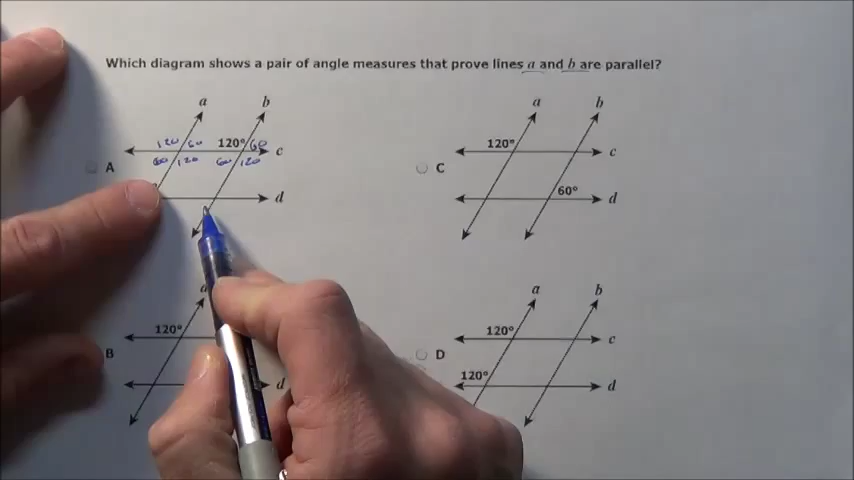 Which diagram shows a pair of angle measures that prove lines a and b are parallel?
a b a b
120 60 120° 60 c 120° c
60 120 60 120
A C
d 60° d
a a b
120° 120° c
B D
d 120° d